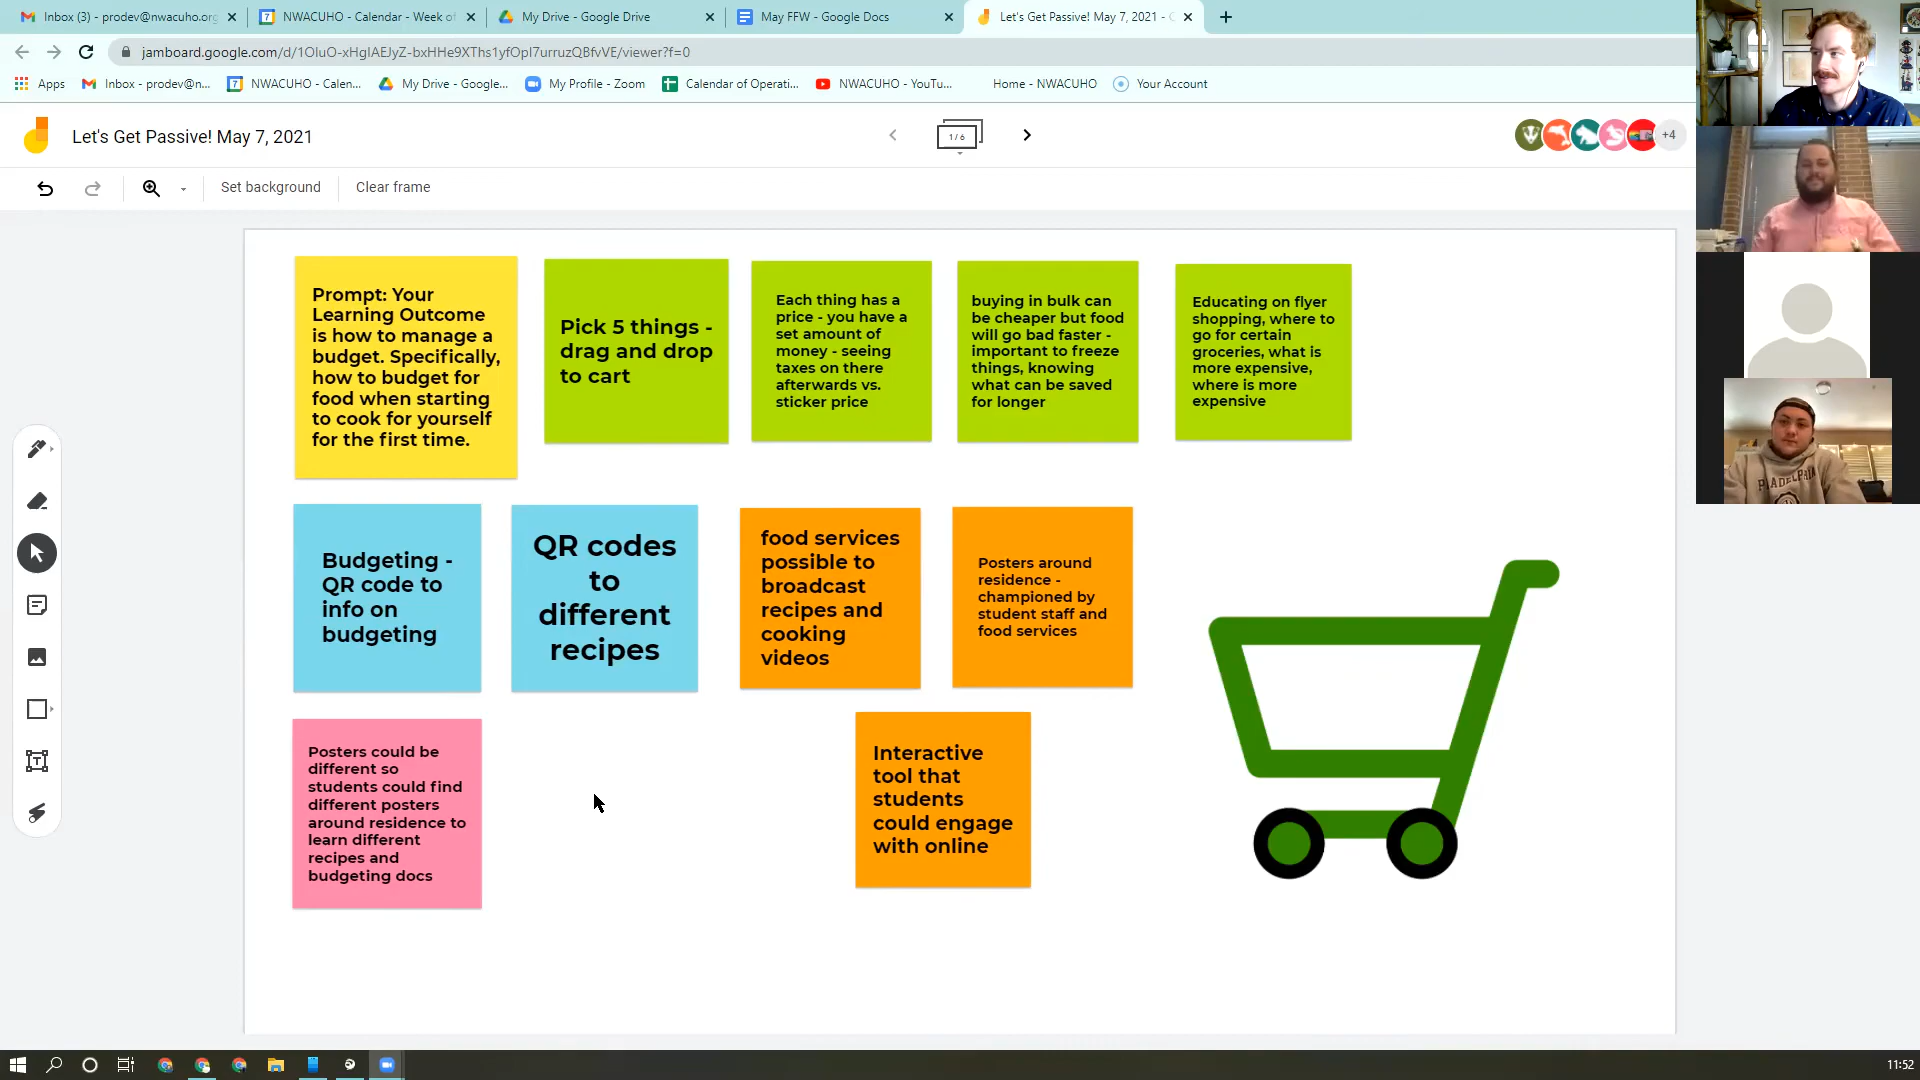 Inbox (3) - prodev@nwacuho.org
NWACUHO - Calendar - Week of
My Drive - Google Drive
May FFW - Google Docs
Let's Get Passive! May 7, 2021 - G
jamboard.google.com/d/1OIuO-xHgIAEJyZ-bxHHe9XThs1yfOpI7urruzQBfvVE/viewer?f=0
Apps
Inbox - prodev@n...
NWACUHO - Calen...
My Drive - Google...
My Profile - Zoom
Calendar of Operati...
NWACUHO - YouTu...
Home - NWACUHO
Your Account
Let's Get Passive! May 7, 2021
1 / 6
+4
Set background
Clear frame
Prompt: Your
Learning Outcome
is how to manage a
budget. Specifically,
how to budget for
food when starting
to cook for yourself
for the first time.
Pick 5 things -
drag and drop
to cart
Each thing has a
price - you have a
set amount of
money - seeing
taxes on there
afterwards vs.
sticker price
buying in bulk can
be cheaper but food
will go bad faster -
important to freeze
things, knowing
what can be saved
for longer
Educating on flyer
shopping, where to
go for certain
groceries, what is
more expensive,
where is more
expensive
Budgeting -
QR code to
info on
budgeting
QR codes
to
different
recipes
food services
possible to
broadcast
recipes and
cooking
videos
Posters around
residence -
championed by
student staff and
food services
Posters could be
different so
students could find
different posters
around residence to
learn different
recipes and
budgeting docs
Interactive
tool that
students
could engage
with online
11:52